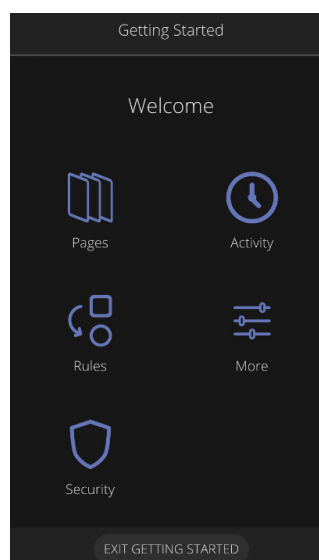 Getting Started
Welcome
Pages
Activity
Rules
More
Security
EXIT GETTING STARTED